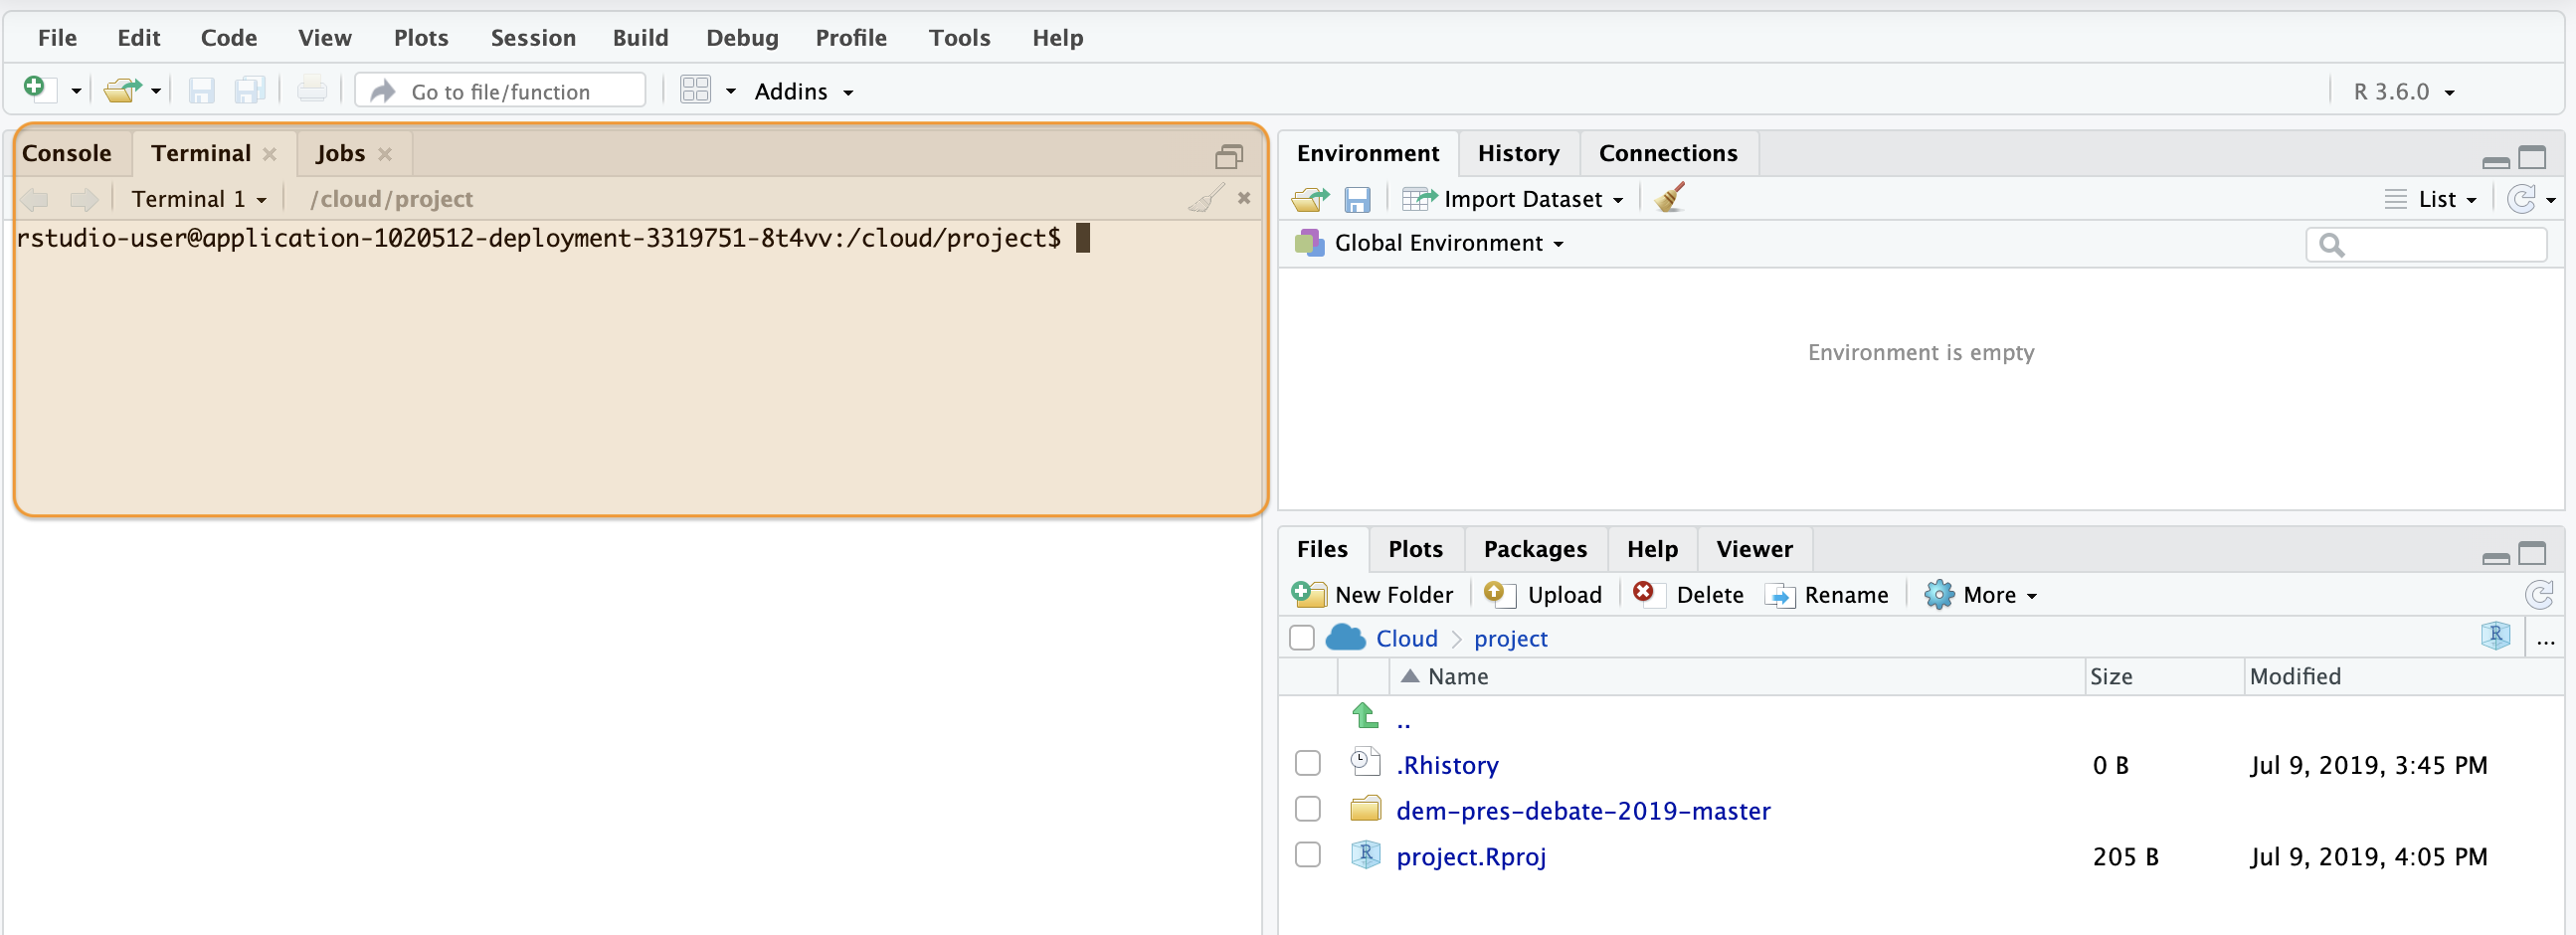 File Edit Code View Plots Session Build Debug Profile Tools Help
Go to file/function Addins R 3.6.0
Console Terminal Jobs
Terminal 1 /cloud/project
rstudio-user@application-1020512-deployment-3319751-8t4vv:/cloud/project$
Environment History Connections
Import Dataset List
Global Environment
Environment is empty
Files Plots Packages Help Viewer
New Folder Upload Delete Rename More
Cloud project ...
Name Size Modified
..
.Rhistory 0 B Jul 9, 2019, 3:45 PM
dem-pres-debate-2019-master
project.Rproj 205 B Jul 9, 2019, 4:05 PM